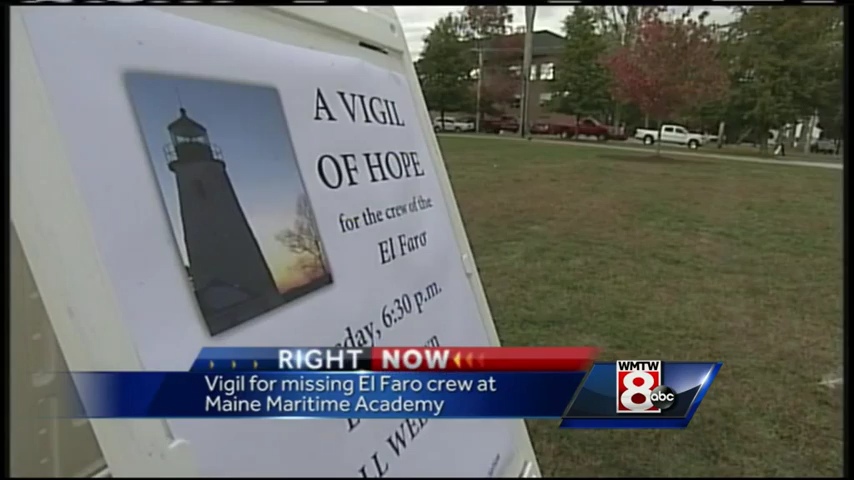 A VIGIL
OF HOPE
for the crew of the
El Faro
day, 6:30 p.m.
RIGHT NOW
Vigil for missing El Faro crew at
Maine Maritime Academy
WMTW
8 abc